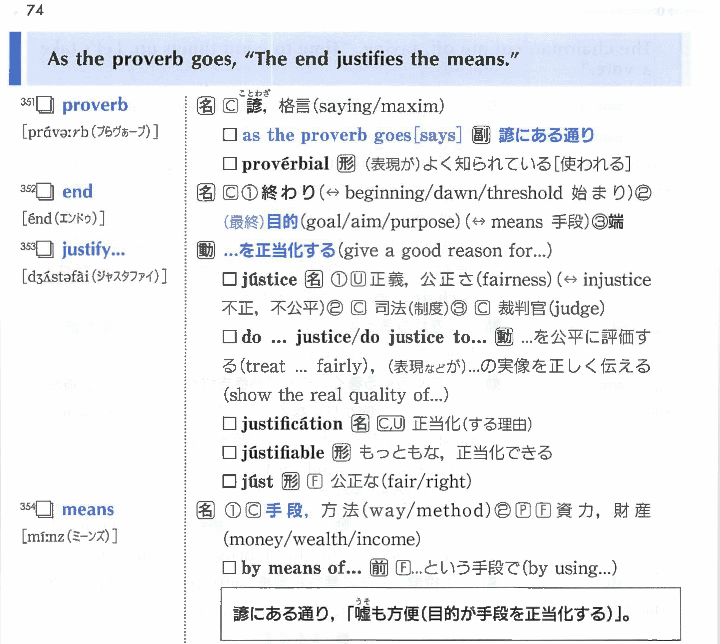 74
As the proverb goes, “The end justifies the means.”
351 proverb
[prɑ́vəːrb(プらヴぁ～ブ)]
名 C 諺, 格言(saying/maxim)
ことわざ
□ as the proverb goes[says] 副 諺にある通り
□ provérbial 形 (表現が)よく知られている[使われる]
352 end
[énd(エンドゥ)]
名 C①終わり(↔ beginning/dawn/threshold 始まり)②
(最終)目的(goal/aim/purpose)(↔ means 手段)③端
353 justify...
[dʒʌ́stəfài(ジャスタファイ)]
動 ...を正当化する(give a good reason for...)
□ jústice 名 ①U正義, 公正さ(fairness)(↔ injustice
不正, 不公平)② C 司法(制度)③ C 裁判官(judge)
□ do ... justice/do justice to... 動 ...を公平に評価す
る(treat ... fairly), (表現などが)...の実像を正しく伝える
(show the real quality of...)
□ justificátion 名 C,U 正当化(する理由)
□ jústifiable 形 もっともな, 正当化できる
□ júst 形 F 公正な(fair/right)
354 means
[míːnz(ミーンズ)]
名 ①C手段, 方法(way/method)②P F資力, 財産
(money/wealth/income)
□ by means of... 前 F...という手段で(by using...)
諺にある通り,「嘘も方便(目的が手段を正当化する)」。
うそ